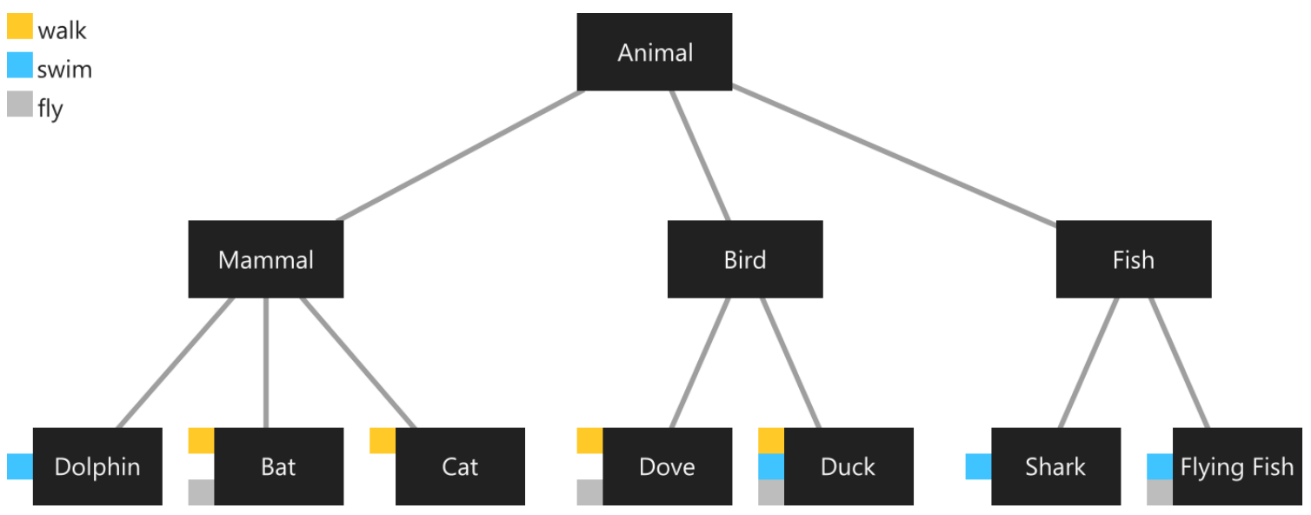 walk
swim
fly
Animal
Mammal
Bird
Fish
Dolphin
Bat
Cat
Dove
Duck
Shark
Flying Fish